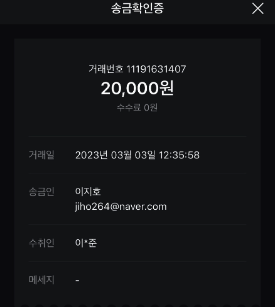 송금확인증
거래번호 11191631407
20,000원
수수료 0원
거래일 2023년 03월 03일 12:35:58
송금인 이지호
jiho264@naver.com
수취인 이*준
메세지 -